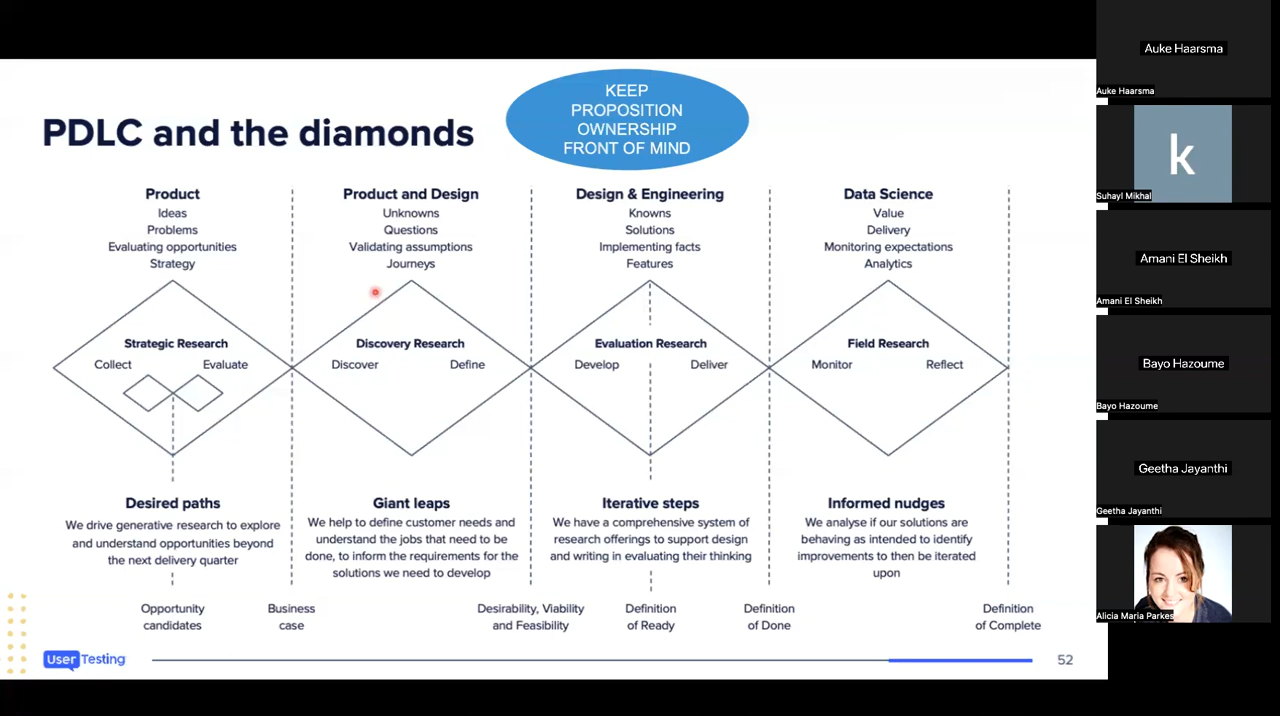 KEEP
PROPOSITION
OWNERSHIP
FRONT OF MIND
PDLC and the diamonds
Product
Ideas
Problems
Evaluating opportunities
Strategy
Product and Design
Unknowns
Questions
Validating assumptions
Journeys
Design & Engineering
Knowns
Solutions
Implementing facts
Features
Data Science
Value
Delivery
Monitoring expectations
Analytics
Strategic Research
Collect Evaluate
Discovery Research
Discover Define
Evaluation Research
Develop Deliver
Field Research
Monitor Reflect
Desired paths
We drive generative research to explore
and understand opportunities beyond
the next delivery quarter
Giant leaps
We help to define customer needs and
understand the jobs that need to be
done, to inform the requirements for the
solutions we need to develop
Iterative steps
We have a comprehensive system of
research offerings to support design
and writing in evaluating their thinking
Informed nudges
We analyse if our solutions are
behaving as intended to identify
improvements to then be iterated
upon
Opportunity
candidates
Business
case
Desirability, Viability
and Feasibility
Definition
of Ready
Definition
of Done
Definition
of Complete
UserTesting
52
Auke Haarsma
Auke Haarsma
k
Suhayl Mikhal
Amani El Sheikh
Amani El Sheikh
Bayo Hazoume
Bayo Hazoume
Geetha Jayanthi
Geetha Jayanthi
Alicia Maria Parkes